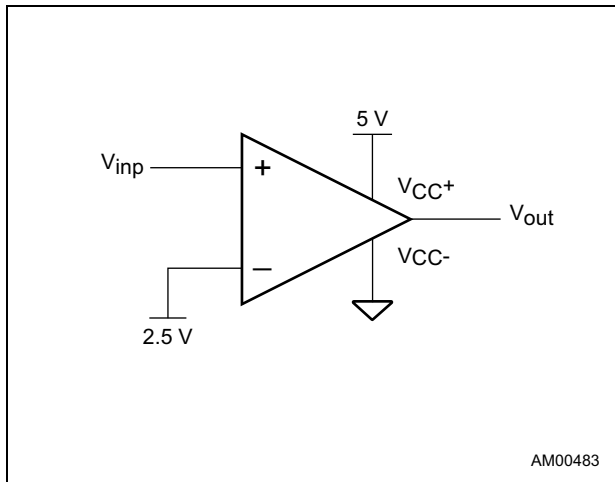 5 V
Vinp
+
VCC+
Vout
−
VCC-
2.5 V
AM00483